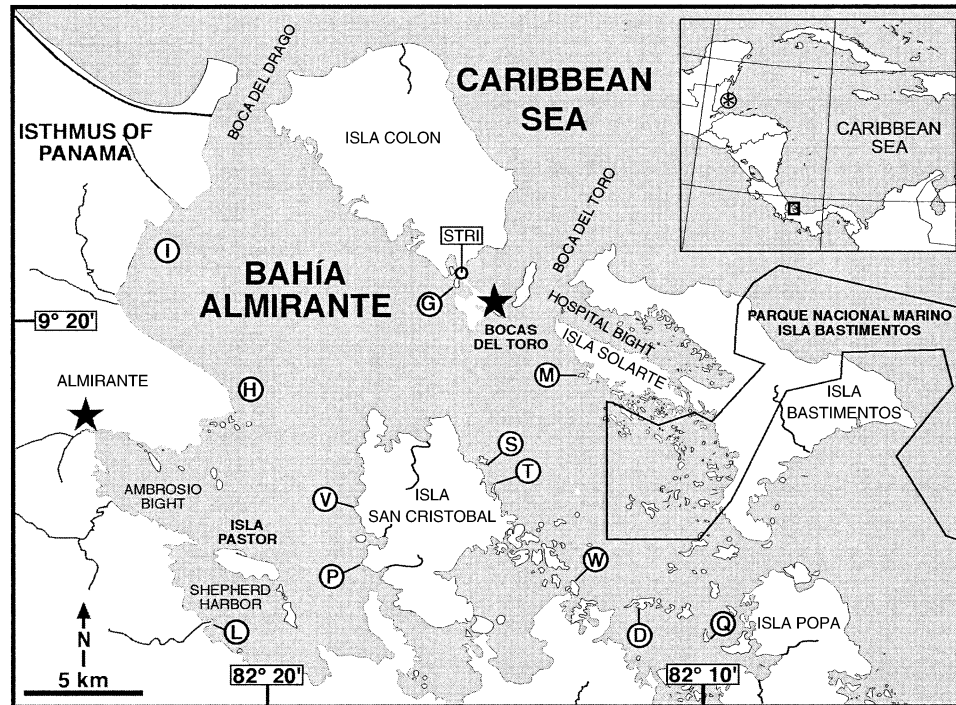 BOCA DEL DRAGO
CARIBBEAN
SEA
ISTHMUS OF
PANAMA
ISLA COLON
CARIBBEAN
SEA
STRI
BOCA DEL TORO
I
BAHíA
ALMIRANTE
G
BOCAS
DEL TORO
HOSPITAL BIGHT
ISLA SOLARTE
PARQUE NACIONAL MARINO
ISLA BASTIMENTOS
9° 20'
ALMIRANTE
H
M
ISLA
BASTIMENTOS
S
T
AMBROSIO
BIGHT
V
ISLA
SAN CRISTOBAL
ISLA
PASTOR
P
W
SHEPHERD
HARBOR
L
D
Q
ISLA POPA
N
5 km
82° 20'
82° 10'